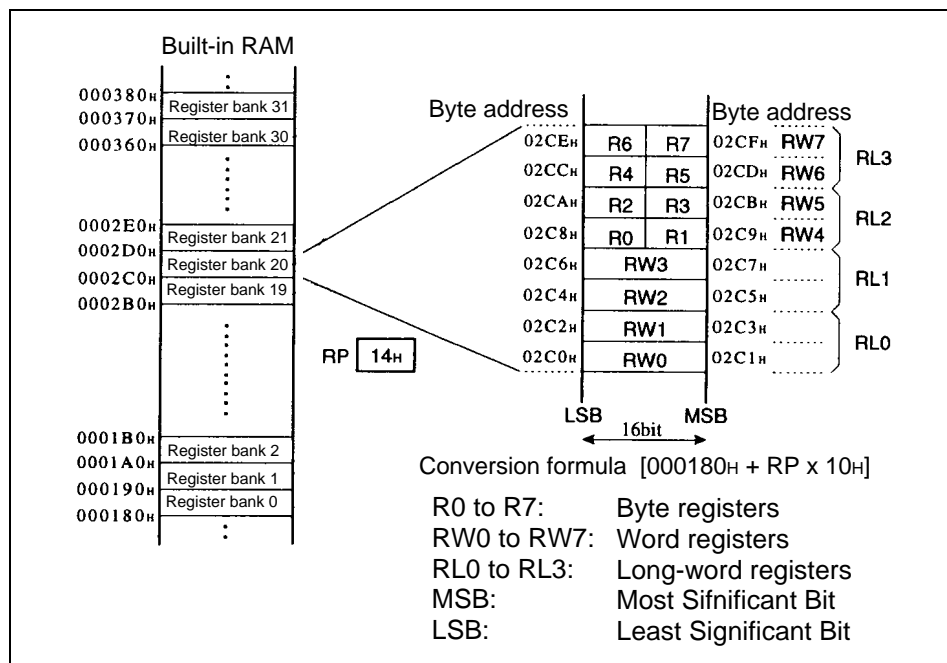 Built-in RAM
000380H
Register bank 31
000370H
Register bank 30
000360H
0002E0H
Register bank 21
0002D0H
Register bank 20
0002C0H
Register bank 19
0002B0H
RP 14H
0001B0H
Register bank 2
0001A0H
Register bank 1
000190H
Register bank 0
000180H
Byte address Byte address
02CEH R6 R7 02CFH RW7
02CCH R4 R5 02CDH RW6
RL3
02CAH R2 R3 02CBH RW5
02C8H R0 R1 02C9H RW4
RL2
02C6H RW3 02C7H
02C4H RW2 02C5H
RL1
02C2H RW1 02C3H
02C0H RW0 02C1H
RL0
LSB MSB
16bit
Conversion formula [000180H + RP x 10H]
R0 to R7: Byte registers
RW0 to RW7: Word registers
RL0 to RL3: Long-word registers
MSB: Most Sifnificant Bit
LSB: Least Significant Bit